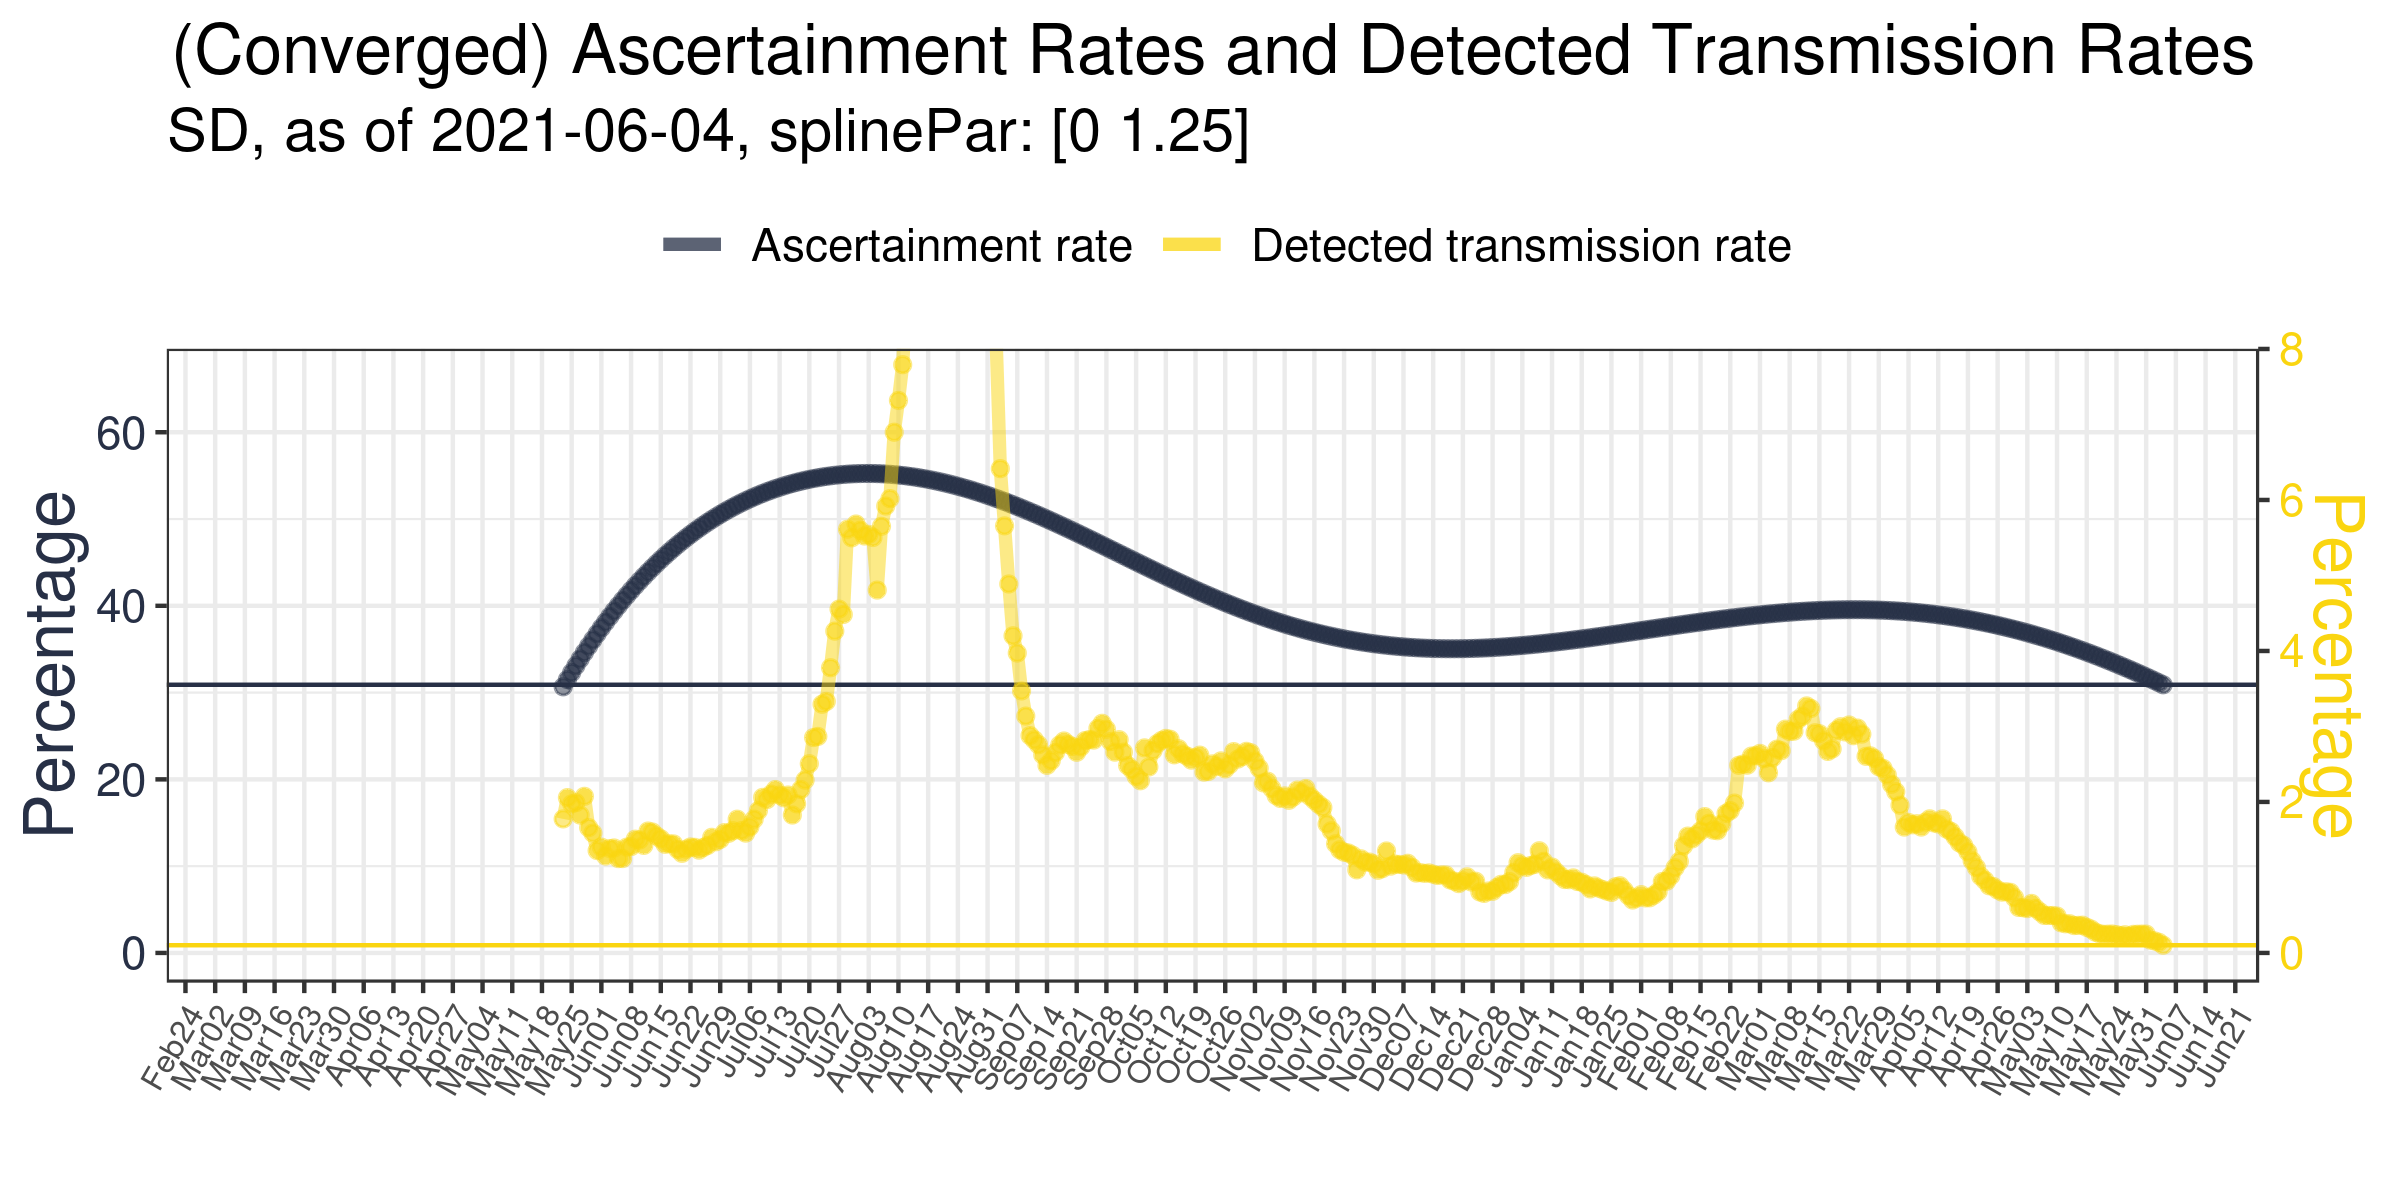 (Converged) Ascertainment Rates and Detected Transmission Rates
SD, as of 2021-06-04, splinePar: [0 1.25]
Ascertainment rate Detected transmission rate
Percentage
60
40
20
0
8
6
4
2
0
Percentage
Feb24 Mar02 Mar09 Mar16 Mar23 Mar30 Apr06 Apr13 Apr20 Apr27 May04 May11 May18 May25 Jun01 Jun08 Jun15 Jun22 Jun29 Jul06 Jul13 Jul20 Jul27 Aug03 Aug10 Aug17 Aug24 Aug31 Sep07 Sep14 Sep21 Sep28 Oct05 Oct12 Oct19 Oct26 Nov02 Nov09 Nov16 Nov23 Nov30 Dec07 Dec14 Dec21 Dec28 Jan04 Jan11 Jan18 Jan25 Feb01 Feb08 Feb15 Feb22 Mar01 Mar08 Mar15 Mar22 Mar29 Apr05 Apr12 Apr19 Apr26 May03 May10 May17 May24 May31 Jun07 Jun14 Jun21